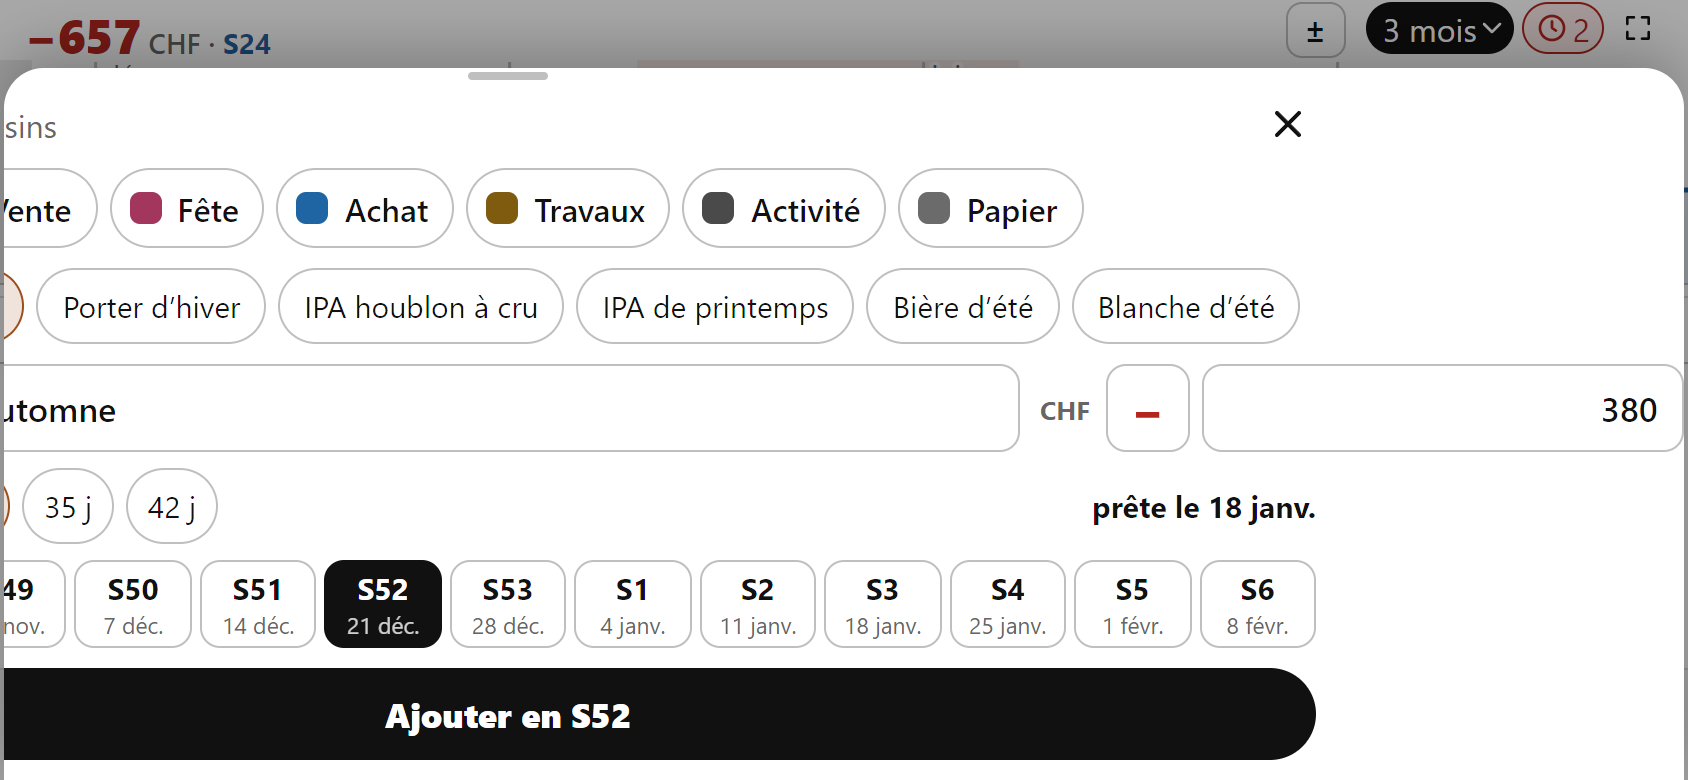 –657 CHF · S24 ± 3 mois 2
sins
Vente Fête Achat Travaux Activité Papier
Porter d’hiver IPA houblon à cru IPA de printemps Bière d’été Blanche d’été
utomne CHF – 380
35 j 42 j prête le 18 janv.
49 S50 S51 S52 S53 S1 S2 S3 S4 S5 S6
nov. 7 déc. 14 déc. 21 déc. 28 déc. 4 janv. 11 janv. 18 janv. 25 janv. 1 févr. 8 févr.
Ajouter en S52